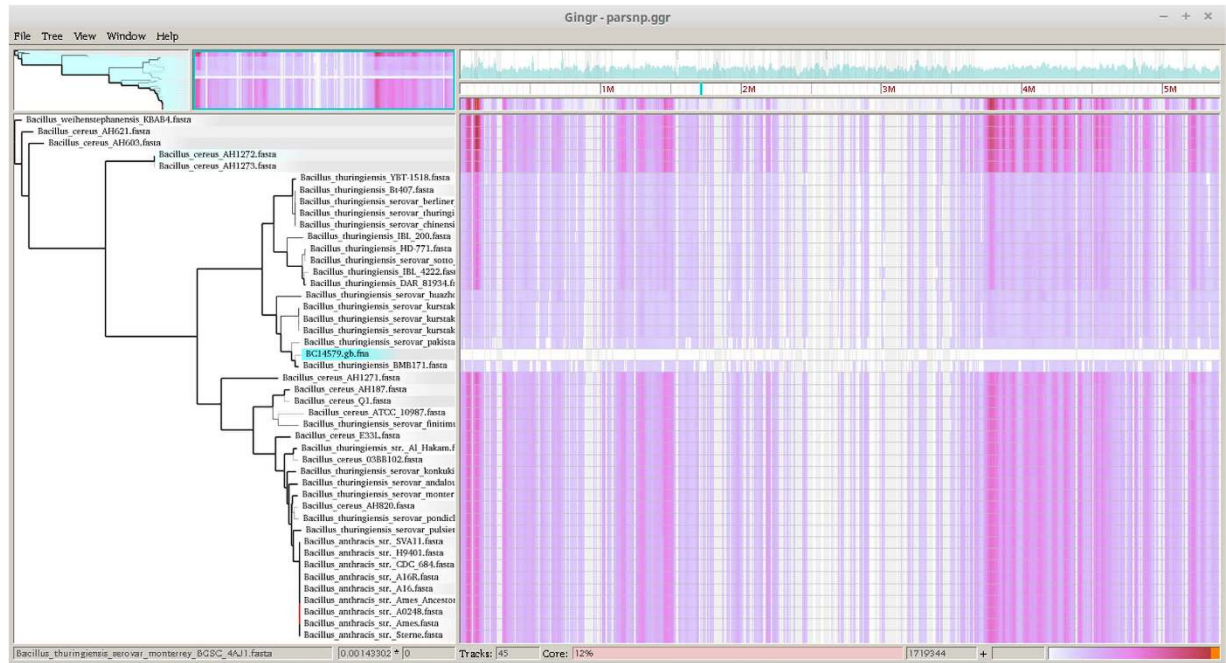 Gingr - parsnp.ggr
File Tree View Window Help
1M 2M 3M 4M 5M
Bacillus_weihenstephanensis_KBAB4.fasta
Bacillus_cereus_AH621.fasta
Bacillus_cereus_AH603.fasta
Bacillus_cereus_AH1272.fasta
Bacillus_cereus_AH1273.fasta
Bacillus_thuringiensis_YBT-1518.fasta
Bacillus_thuringiensis_Bt407.fasta
Bacillus_thuringiensis_serovar_berliner
Bacillus_thuringiensis_serovar_thuringi
Bacillus_thuringiensis_serovar_chinensi
Bacillus_thuringiensis_IBL_200.fasta
Bacillus_thuringiensis_HD-771.fasta
Bacillus_thuringiensis_serovar_sotto_
Bacillus_thuringiensis_IBL_4222.fas
Bacillus_thuringiensis_DAR_81934.f
Bacillus_thuringiensis_serovar_huazh
Bacillus_thuringiensis_serovar_kurstak
Bacillus_thuringiensis_serovar_kurstak
Bacillus_thuringiensis_serovar_kurstak
Bacillus_thuringiensis_serovar_pakista
BC14579.gb.fna
Bacillus_thuringiensis_BMB171.fasta
Bacillus_cereus_AH1271.fasta
Bacillus_cereus_AH187.fasta
Bacillus_cereus_Q1.fasta
Bacillus_cereus_ATCC_10987.fasta
Bacillus_thuringiensis_serovar_finitim
Bacillus_cereus_E33L.fasta
Bacillus_thuringiensis_str._Al_Hakam.f
Bacillus_cereus_03BB102.fasta
Bacillus_thuringiensis_serovar_konkuki
Bacillus_thuringiensis_serovar_andalou
Bacillus_thuringiensis_serovar_monter
Bacillus_cereus_AH820.fasta
Bacillus_thuringiensis_serovar_pondicl
Bacillus_thuringiensis_serovar_pulsier
Bacillus_anthracis_str._SVA11.fasta
Bacillus_anthracis_str._H9401.fasta
Bacillus_anthracis_str._CDC_684.fasta
Bacillus_anthracis_str._A16R.fasta
Bacillus_anthracis_str._A16.fasta
Bacillus_anthracis_str._Ames_Ancestor
Bacillus_anthracis_str._A0248.fasta
Bacillus_anthracis_str._Ames.fasta
Bacillus_anthracis_str._Sterne.fasta
Bacillus_thuringiensis_serovar_monterrey_BGSC_4AJ1.fasta 0.00143302 * 0 Tracks: 45 Core: 12% 1719344 +